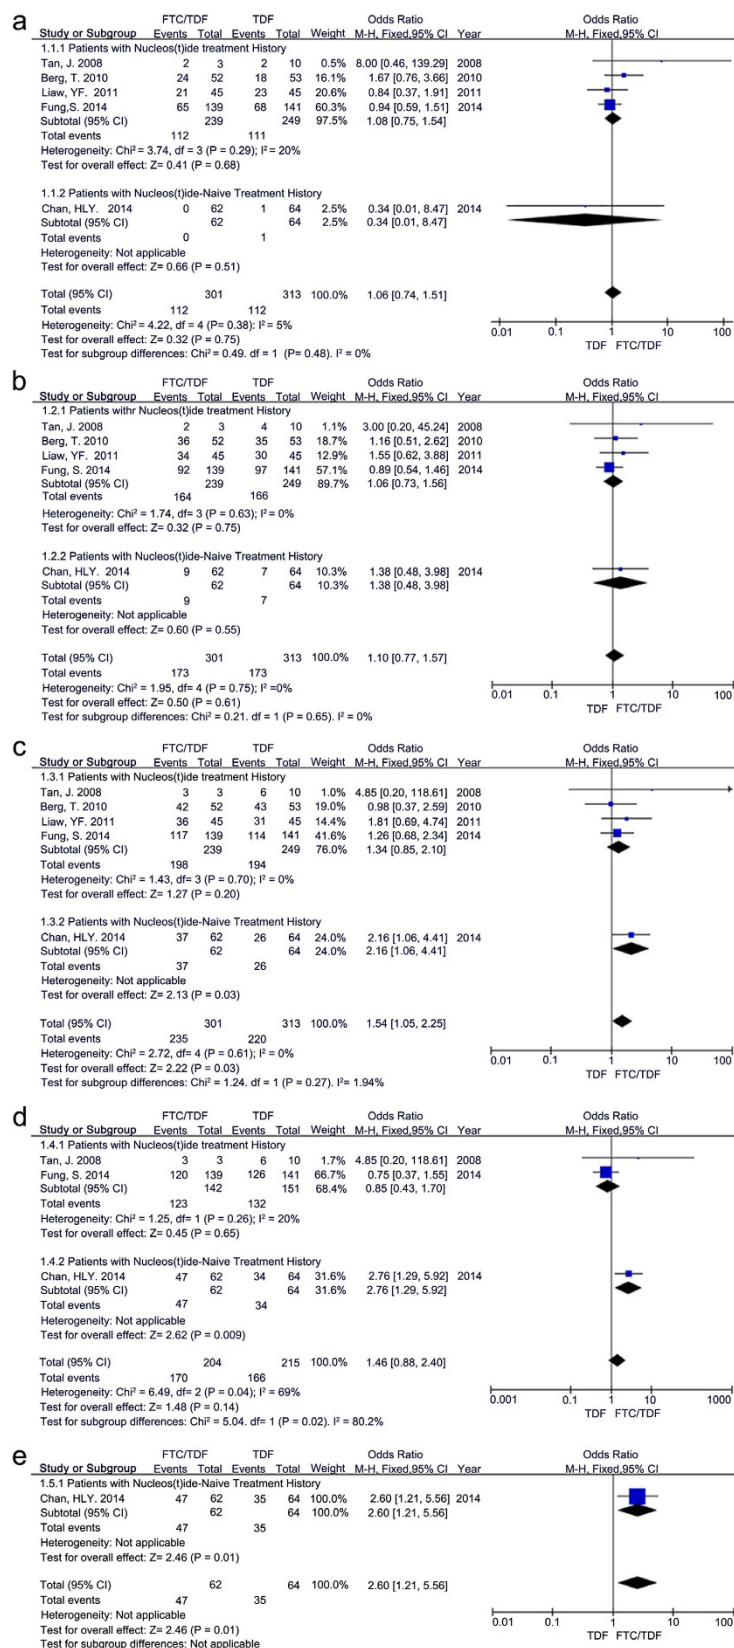 a
FTC/TDF TDF Odds Ratio Odds Ratio
Study or Subgroup Events Total Events Total Weight M-H, Fixed,95% CI Year M-H, Fixed,95% CI
1.1.1 Patients with Nucleos(t)ide treatment History
Tan, J. 2008 2 3 2 10 0.5% 8.00 [0.46, 139.29] 2008
Berg, T. 2010 24 52 18 53 16.1% 1.67 [0.76, 3.66] 2010
Liaw, YF. 2011 21 45 23 45 20.6% 0.84 [0.37, 1.91] 2011
Fung,S. 2014 65 139 68 141 60.3% 0.94 [0.59, 1.51] 2014
Subtotal (95% CI) 239 249 97.5% 1.08 [0.75, 1.54]
Total events 112 111
Heterogeneity: Chi² = 3.74, df = 3 (P = 0.29); I² = 20%
Test for overall effect: Z= 0.41 (P = 0.68)
1.1.2 Patients with Nucleos(t)ide-Naive Treatment History
Chan, HLY. 2014 0 62 1 64 2.5% 0.34 [0.01, 8.47] 2014
Subtotal (95% CI) 62 64 2.5% 0.34 [0.01, 8.47]
Total events 0 1
Heterogeneity: Not applicable
Test for overall effect: Z= 0.66 (P = 0.51)
Total (95% CI) 301 313 100.0% 1.06 [0.74, 1.51]
Total events 112 112
Heterogeneity: Chi² = 4.22, df = 4 (P= 0.38); I² = 5%
Test for overall effect: Z= 0.32 (P = 0.75)
Test for subgroup differences: Chi² = 0.49. df = 1 (P= 0.48). I² = 0%
0.01 0.1 1 10 100
TDF FTC/TDF
b
FTC/TDF TDF Odds Ratio Odds Ratio
Study or Subgroup Events Total Events Total Weight M-H, Fixed,95% CI Year M-H, Fixed,95% CI
1.2.1 Patients withr Nucleos(t)ide treatment History
Tan, J. 2008 2 3 4 10 1.1% 3.00 [0.20, 45.24] 2008
Berg, T. 2010 36 52 35 53 18.7% 1.16 [0.51, 2.62] 2010
Liaw, YF. 2011 34 45 30 45 12.9% 1.55 [0.62, 3.88] 2011
Fung, S. 2014 92 139 97 141 57.1% 0.89 [0.54, 1.46] 2014
Subtotal (95% CI) 239 249 89.7% 1.06 [0.73, 1.56]
Total events 164 166
Heterogeneity: Chi² = 1.74, df= 3 (P = 0.63); I² = 0%
Test for overall effect: Z= 0.32 (P = 0.75)
1.2.2 Patients with Nucleos(t)ide-Naive Treatment History
Chan, HLY. 2014 9 62 7 64 10.3% 1.38 [0.48, 3.98] 2014
Subtotal (95% CI) 62 64 10.3% 1.38 [0.48, 3.98]
Total events 9 7
Heterogeneity: Not applicable
Test for overall effect: Z= 0.60 (P = 0.55)
Total (95% CI) 301 313 100.0% 1.10 [0.77, 1.57]
Total events 173 173
Heterogeneity: Chi² = 1.95, df= 4 (P = 0.75); I² =0%
Test for overall effect: Z= 0.50 (P = 0.61)
Test for subgroup differences: Chi² = 0.21. df = 1 (P = 0.65). I² = 0%
0.01 0.1 1 10 100
TDF FTC/TDF
c
FTC/TDF TDF Odds Ratio Odds Ratio
Study or Subgroup Events Total Events Total Weight M-H, Fixed,95% CI Year M-H, Fixed,95% CI
1.3.1 Patients with Nucleos(t)ide treatment History
Tan, J. 2008 3 3 6 10 1.0% 4.85 [0.20, 118.61] 2008
Berg, T. 2010 42 52 43 53 19.0% 0.98 [0.37, 2.59] 2010
Liaw, YF. 2011 36 45 31 45 14.4% 1.81 [0.69, 4.74] 2011
Fung, S. 2014 117 139 114 141 41.6% 1.26 [0.68, 2.34] 2014
Subtotal (95% CI) 239 249 76.0% 1.34 [0.85, 2.10]
Total events 198 194
Heterogeneity: Chi² = 1.43, df= 3 (P = 0.70); I² = 0%
Test for overall effect: Z= 1.27 (P = 0.20)
1.3.2 Patients with Nucleos(t)ide-Naive Treatment History
Chan, HLY. 2014 37 62 26 64 24.0% 2.16 [1.06, 4.41] 2014
Subtotal (95% CI) 62 64 24.0% 2.16 [1.06, 4.41]
Total events 37 26
Heterogeneity: Not applicable
Test for overall effect: Z= 2.13 (P = 0.03)
Total (95% CI) 301 313 100.0% 1.54 [1.05, 2.25]
Total events 235 220
Heterogeneity: Chi² = 2.72, df= 4 (P = 0.61); I² = 0%
Test for overall effect: Z= 2.22 (P = 0.03)
Test for subgroup differences: Chi² = 1.24. df = 1 (P = 0.27). I²= 1.94%
0.01 0.1 1 10 100
TDF FTC/TDF
d
FTC/TDF TDF Odds Ratio Odds Ratio
Study or Subgroup Events Total Events Total Weight M-H, Fixed,95% CI Year M-H, Fixed,95% CI
1.4.1 Patients with Nucleos(t)ide treatment History
Tan, J. 2008 3 3 6 10 1.7% 4.85 [0.20, 118.61] 2008
Fung, S. 2014 120 139 126 141 66.7% 0.75 [0.37, 1.55] 2014
Subtotal (95% CI) 142 151 68.4% 0.85 [0.43, 1.70]
Total events 123 132
Heterogeneity: Chi² = 1.25, df= 1 (P = 0.26); I² = 20%
Test for overall effect: Z= 0.45 (P = 0.65)
1.4.2 Patients with Nucleos(t)ide-Naive Treatment History
Chan, HLY. 2014 47 62 34 64 31.6% 2.76 [1.29, 5.92] 2014
Subtotal (95% CI) 62 64 31.6% 2.76 [1.29, 5.92]
Total events 47 34
Heterogeneity: Not applicable
Test for overall effect: Z= 2.62 (P = 0.009)
Total (95% CI) 204 215 100.0% 1.46 [0.88, 2.40]
Total events 170 166
Heterogeneity: Chi² = 6.49, df= 2 (P = 0.04); I² = 69%
Test for overall effect: Z= 1.48 (P = 0.14)
Test for subgroup differences: Chi² = 5.04. df= 1 (P = 0.02). I² = 80.2%
0.001 0.1 1 10 1000
TDF FTC/TDF
e
FTC/TDF TDF Odds Ratio Odds Ratio
Study or Subgroup Events Total Events Total Weight M-H, Fixed,95% CI Year M-H, Fixed,95% CI
1.5.1 Patients with Nucleos(t)ide-Naive Treatment History
Chan, HLY. 2014 47 62 35 64 100.0% 2.60 [1.21, 5.56] 2014
Subtotal (95% CI) 62 64 100.0% 2.60 [1.21, 5.56]
Total events 47 35
Heterogeneity: Not applicable
Test for overall effect: Z= 2.46 (P = 0.01)
Total (95% CI) 62 64 100.0% 2.60 [1.21, 5.56]
Total events 47 35
Heterogeneity: Not applicable
Test for overall effect: Z= 2.46 (P = 0.01)
Test for subgroup differences: Not applicable
0.01 0.1 1 10 100
TDF FTC/TDF